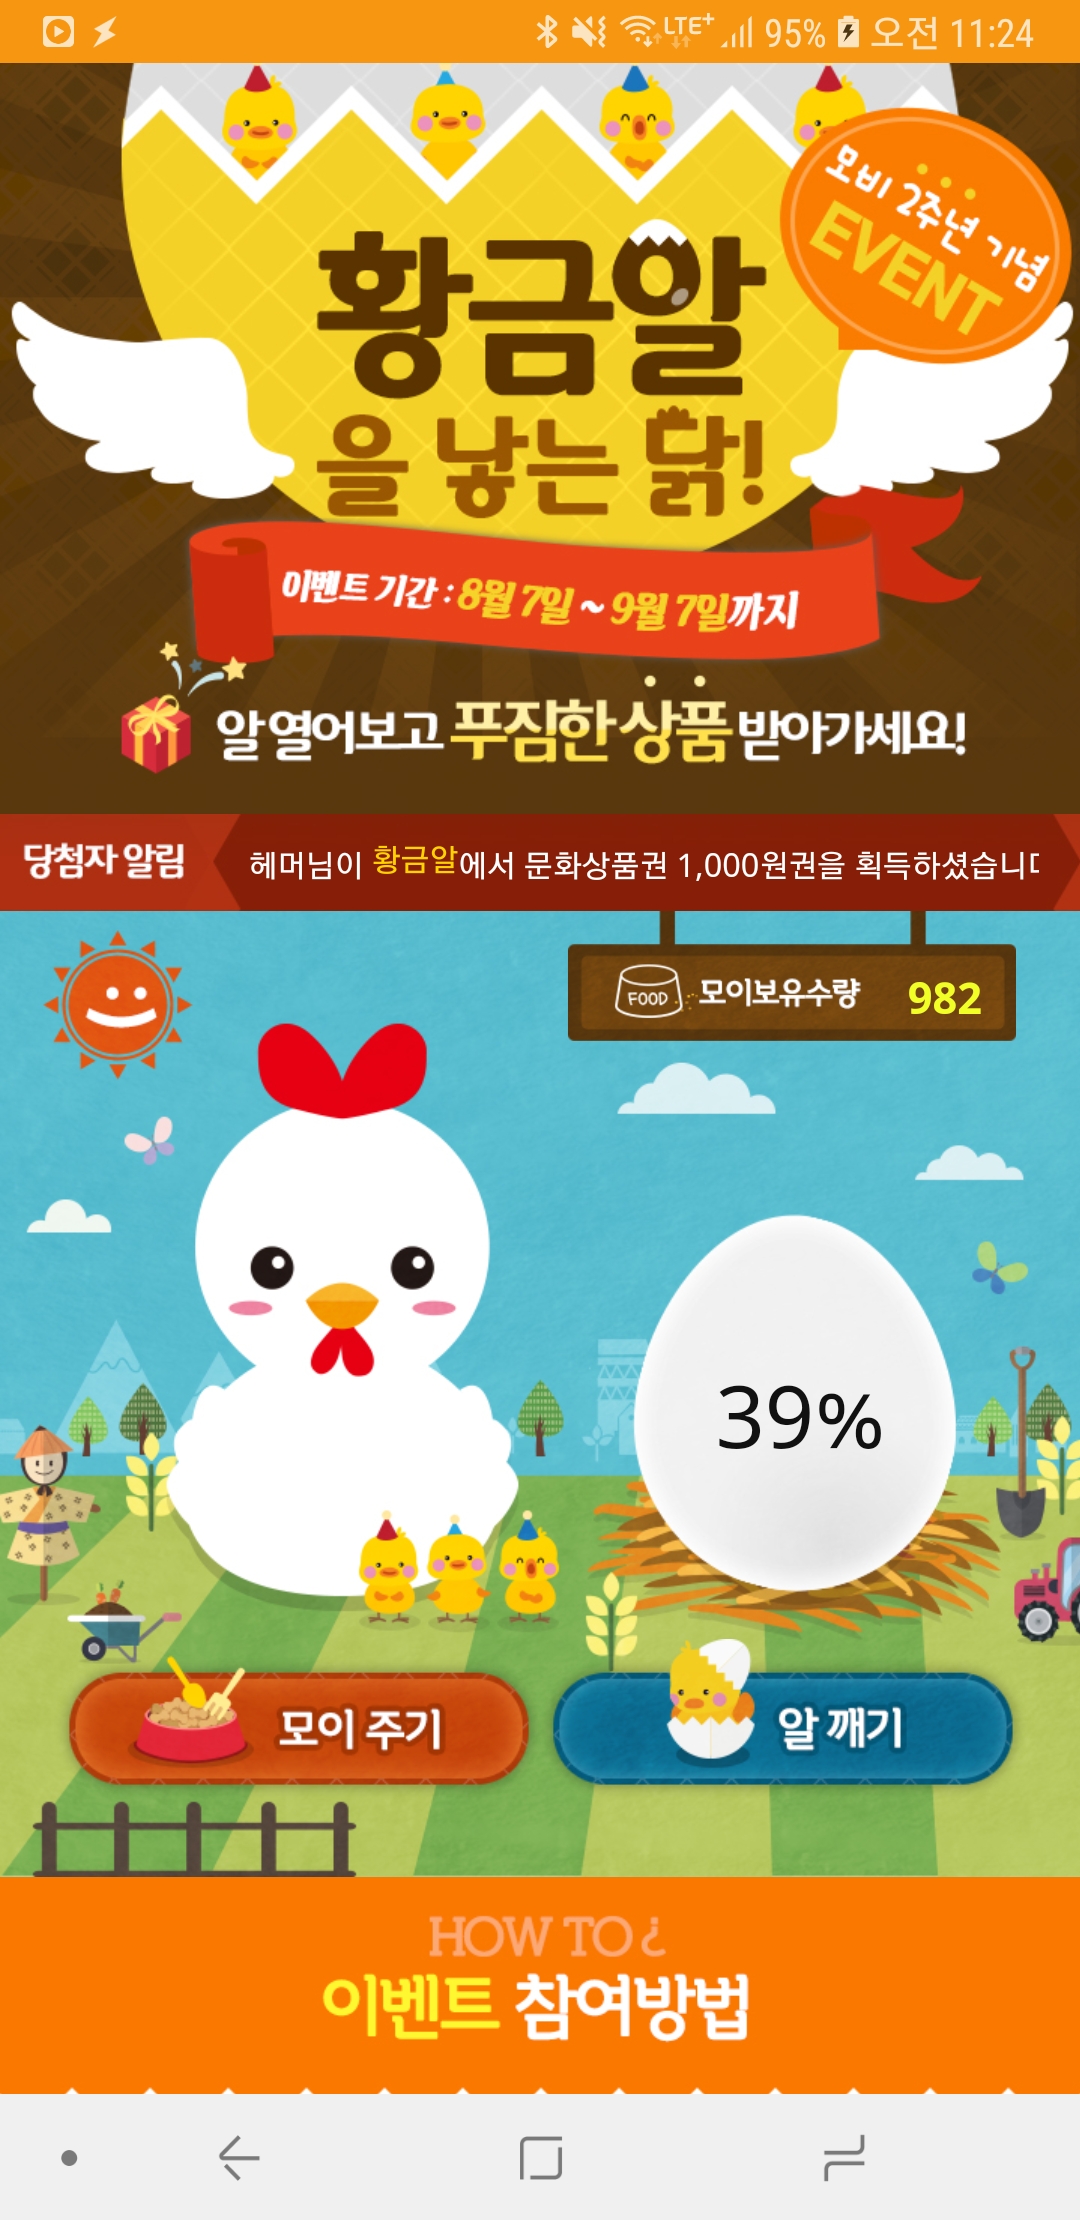 95% 오전 11:24
모비 2주년 기념
EVENT
황금알
을 낳는 닭!
이벤트 기간 : 8월 7일 ~ 9월 7일까지
알 열어보고 푸짐한 상품 받아가세요!
당첨자 알림
헤머님이 황금알에서 문화상품권 1,000원권을 획득하셨습니다
FOOD 모이보유수량 982
39%
모이 주기
알 깨기
HOW TO ¿
이벤트 참여방법